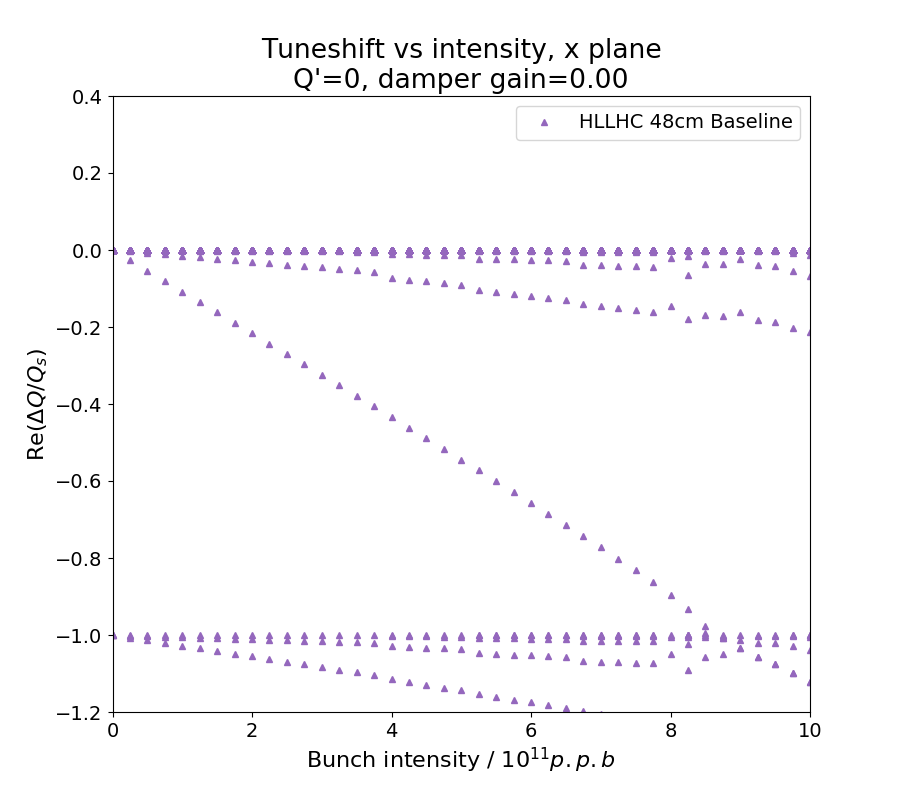 Tuneshift vs intensity, x plane
Q'=0, damper gain=0.00
HLLHC 48cm Baseline
0.4
0.2
0.0
−0.2
−0.4
−0.6
−0.8
−1.0
−1.2
Re(ΔQ/Qs)
0 2 4 6 8 10
Bunch intensity / 10¹¹p.p.b